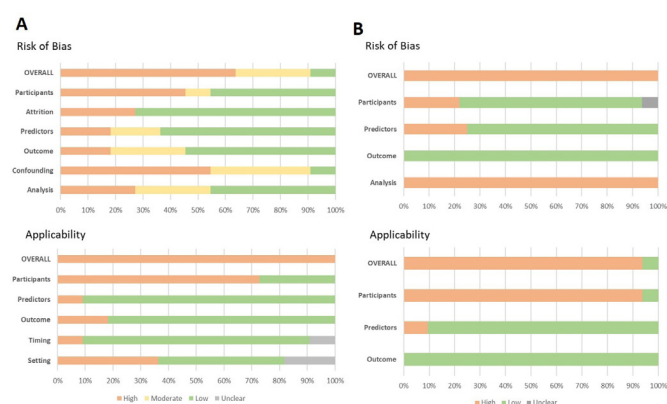 A
Risk of Bias
OVERALL
Participants
Attrition
Predictors
Outcome
Confounding
Analysis
0% 10% 20% 30% 40% 50% 60% 70% 80% 90% 100%
Applicability
OVERALL
Participants
Predictors
Outcome
Timing
Setting
0% 10% 20% 30% 40% 50% 60% 70% 80% 90% 100%
High Moderate Low Unclear
B
Risk of Bias
OVERALL
Participants
Predictors
Outcome
Analysis
0% 10% 20% 30% 40% 50% 60% 70% 80% 90% 100%
Applicability
OVERALL
Participants
Predictors
Outcome
0% 10% 20% 30% 40% 50% 60% 70% 80% 90% 100%
High Low Unclear